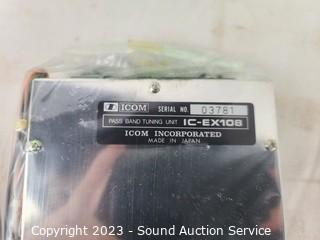 ICOM SERIAL NO. 03781
PASS BAND TUNING UNIT IC-EX108
ICOM INCORPORATED
MADE IN JAPAN
Copyright 2023 - Sound Auction Service